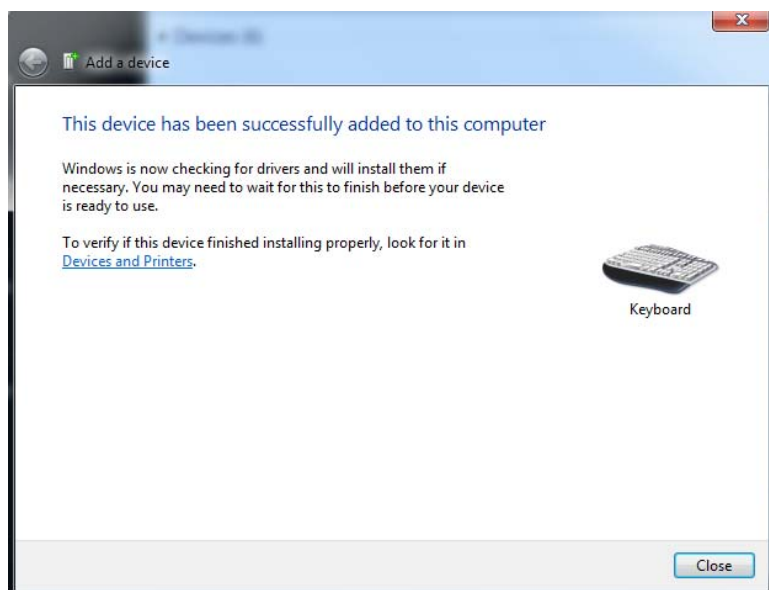 Devices (6)
Add a device
This device has been successfully added to this computer
Windows is now checking for drivers and will install them if
necessary. You may need to wait for this to finish before your device
is ready to use.
To verify if this device finished installing properly, look for it in
Devices and Printers.
Keyboard
Close